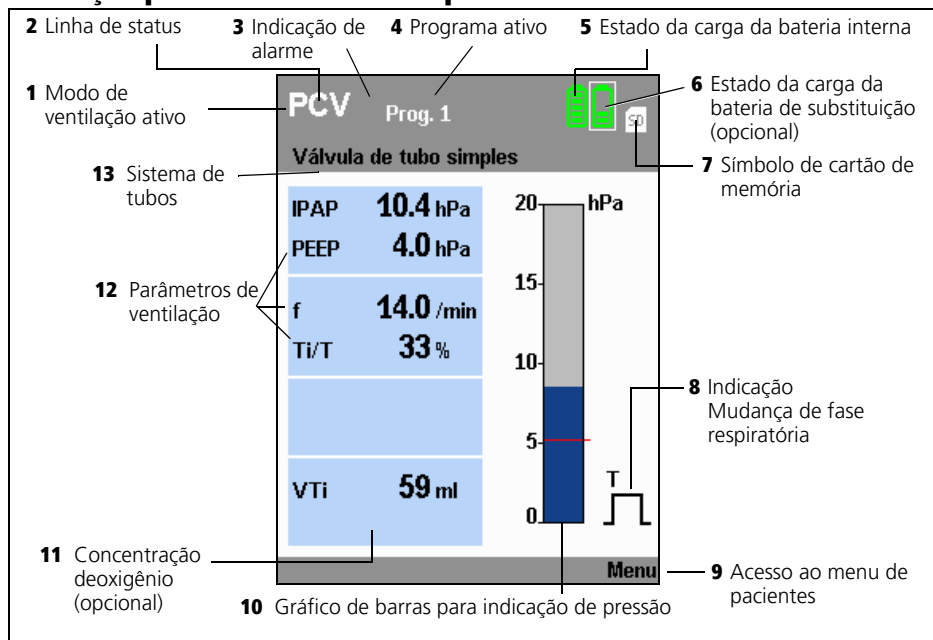 2 Linha de status
3 Indicação de
alarme
4 Programa ativo
5 Estado da carga da bateria interna
1 Modo de
ventilação ativo
PCV
Prog. 1
SD
6 Estado da carga da
bateria de substituição
(opcional)
Válvula de tubo simples
7 Símbolo de cartão de
memória
13 Sistema de
tubos
IPAP 10.4 hPa
PEEP 4.0 hPa
20 hPa
15
12 Parâmetros de
ventilação
f 14.0 /min
Ti/T 33 %
10
8 Indicação
Mudança de fase
respiratória
5
T
VTi 59 ml
0
11 Concentração
deoxigênio
(opcional)
Menu
9 Acesso ao menu de
pacientes
10 Gráfico de barras para indicação de pressão